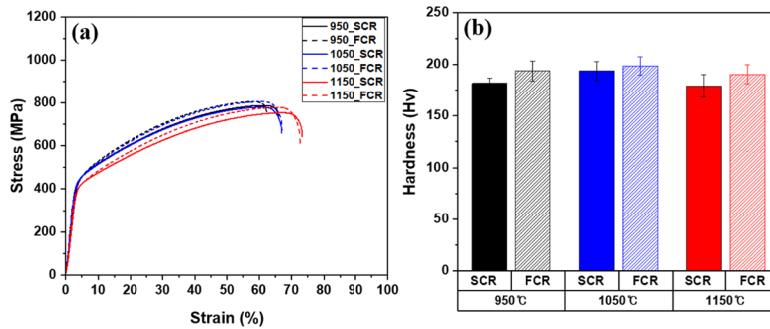 (a)
950_SCR
950_FCR
1050_SCR
1050_FCR
1150_SCR
1150_FCR
1200
1000
800
600
400
200
0
Stress (MPa)
0 10 20 30 40 50 60 70 80 90 100
Strain (%)
(b)
250
200
150
100
50
0
Hardness (Hv)
SCR FCR SCR FCR SCR FCR
950℃ 1050℃ 1150℃